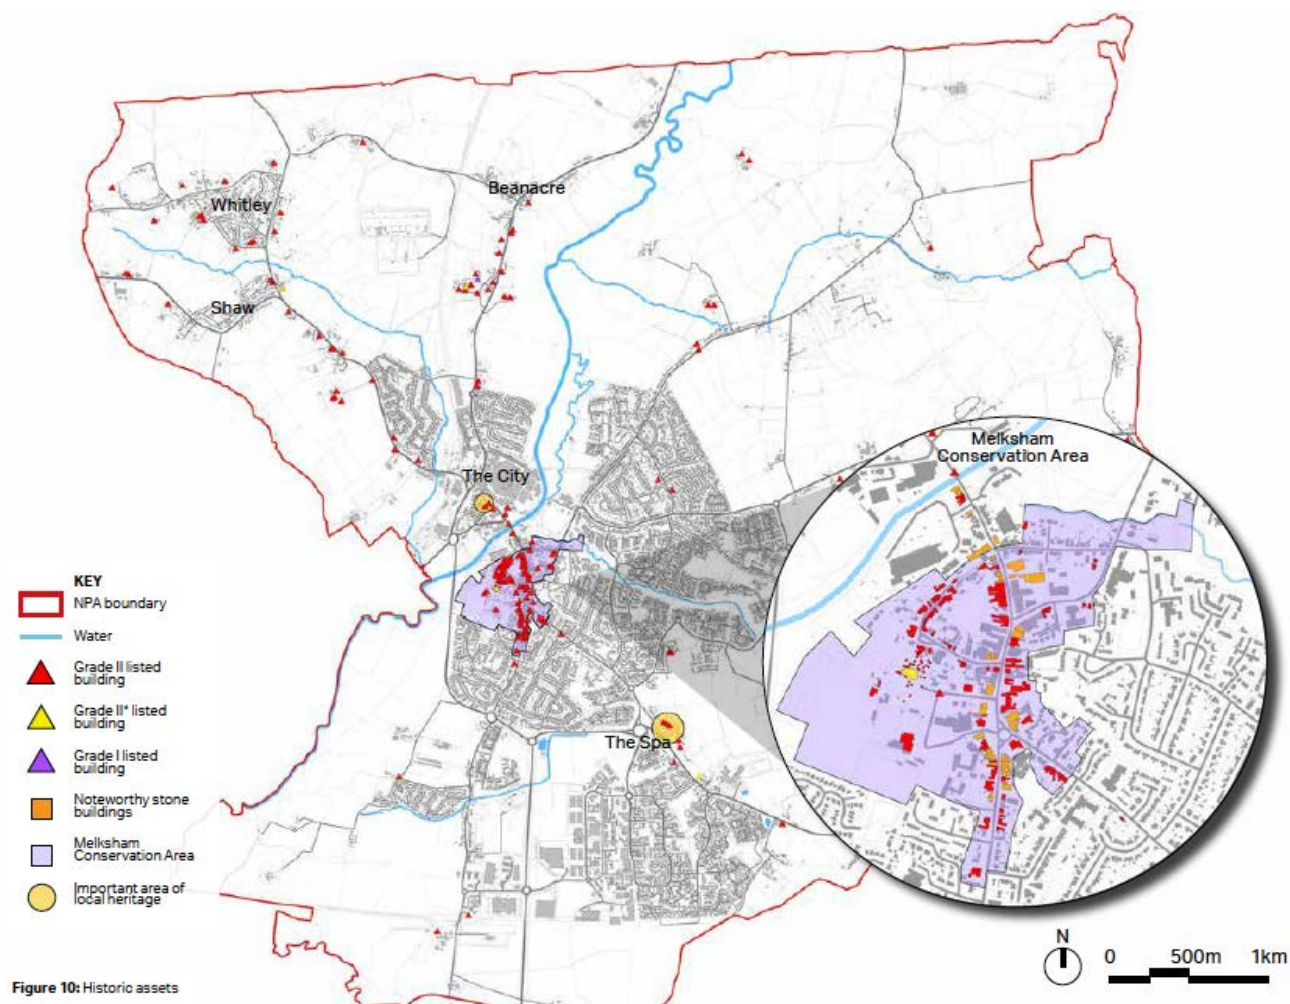 Beanacre
Whitley
Shaw
Melksham
Conservation Area
The City
The Spa
KEY
NPA boundary
Water
Grade II listed
building
Grade II* listed
building
Grade I listed
building
Noteworthy stone
buildings
Melksham
Conservation Area
Important area of
local heritage
N
0 500m 1km
Figure 10: Historic assets